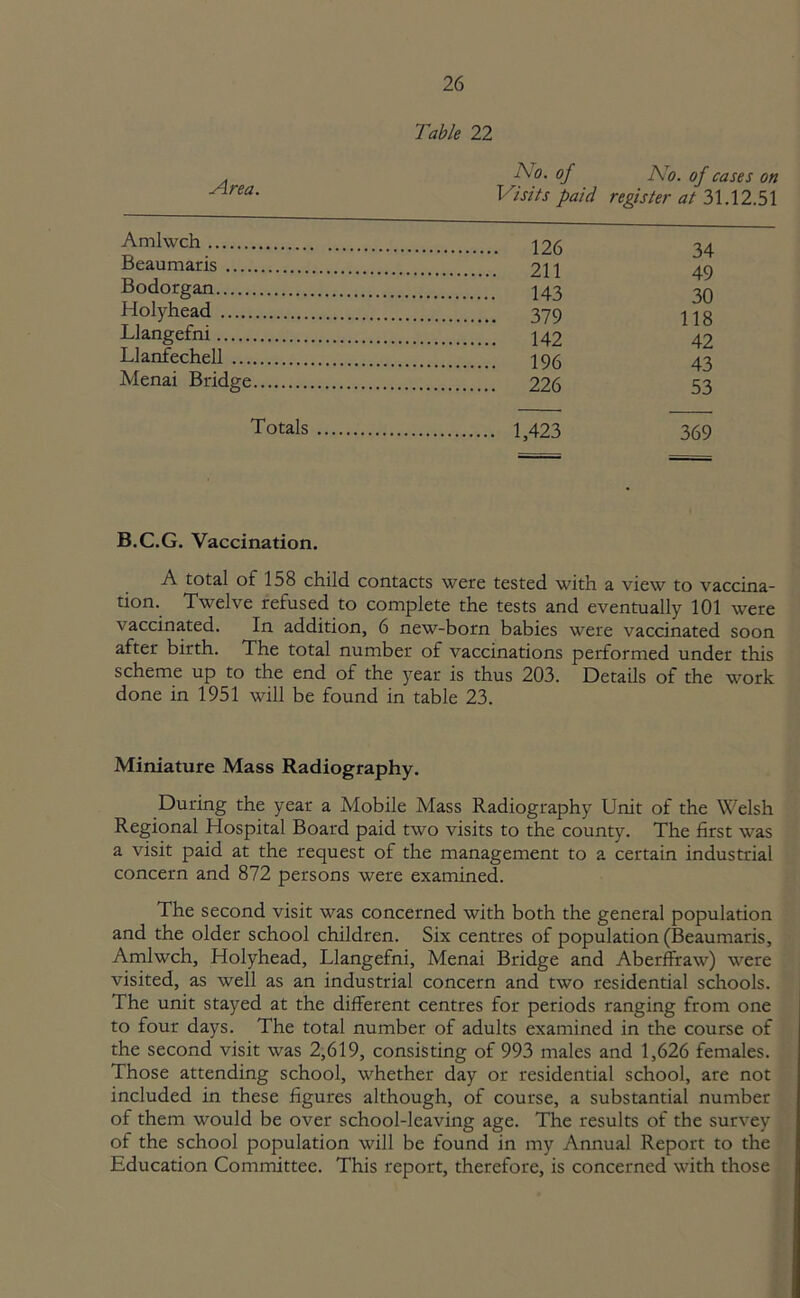 26
Table 22
Area. No. of Visits paid No. of cases on register at 31.12.51
Amlwch ........................ 126 34
Beaumaris ........................ 211 49
Bodorgan........................ 143 30
Holyhead ........................ 379 118
Llangefni ........................ 142 42
Llanfechell ........................ 196 43
Menai Bridge........................ 226 53
Totals ........................ 1,423 369
B.C.G. Vaccination.
A total of 158 child contacts were tested with a view to vaccina-
tion. Twelve refused to complete the tests and eventually 101 were
vaccinated. In addition, 6 new-born babies were vaccinated soon
after birth. The total number of vaccinations performed under this
scheme up to the end of the year is thus 203. Details of the work
done in 1951 will be found in table 23.
Miniature Mass Radiography.
During the year a Mobile Mass Radiography Unit of the Welsh
Regional Hospital Board paid two visits to the county. The first was
a visit paid at the request of the management to a certain industrial
concern and 872 persons were examined.
The second visit was concerned with both the general population
and the older school children. Six centres of population (Beaumaris,
Amlwch, Holyhead, Llangefni, Menai Bridge and Aberffraw) were
visited, as well as an industrial concern and two residential schools.
The unit stayed at the different centres for periods ranging from one
to four days. The total number of adults examined in the course of
the second visit was 2,619, consisting of 993 males and 1,626 females.
Those attending school, whether day or residential school, are not
included in these figures although, of course, a substantial number
of them would be over school-leaving age. The results of the survey
of the school population will be found in my Annual Report to the
Education Committee. This report, therefore, is concerned with those